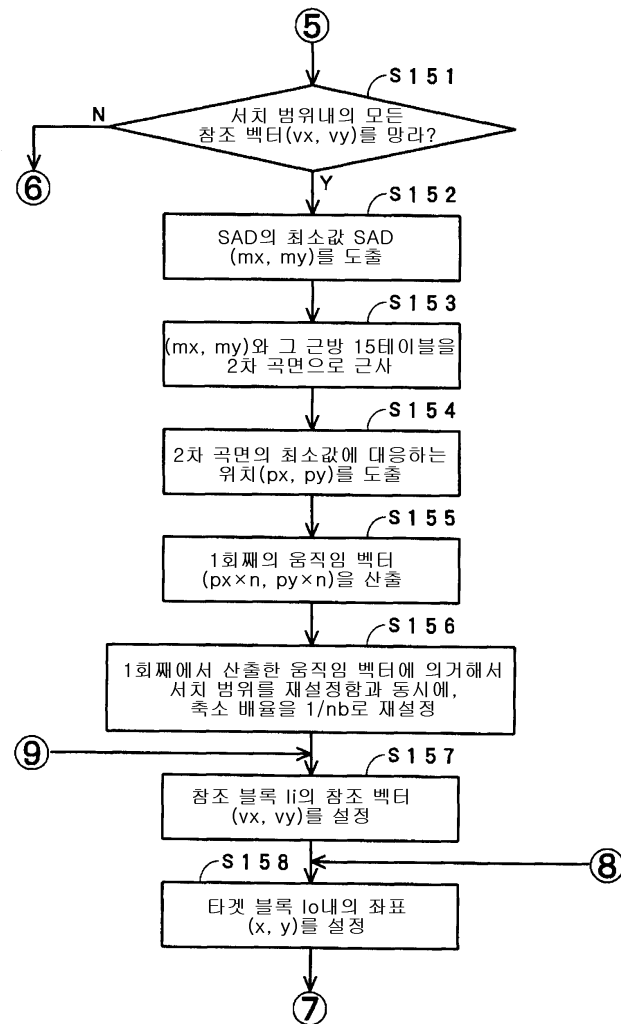 ⑤
S151
서치 범위내의 모든
참조 벡터(vx, vy)를 망라?
N
⑥
Y
S152
SAD의 최소값 SAD
(mx, my)를 도출
S153
(mx, my)와 그 근방 15테이블을
2차 곡면으로 근사
S154
2차 곡면의 최소값에 대응하는
위치(px, py)를 도출
S155
1회째의 움직임 벡터
(px×n, py×n)을 산출
S156
1회째에서 산출한 움직임 벡터에 의거해서
서치 범위를 재설정함과 동시에,
축소 배율을 1/nb로 재설정
⑨
S157
참조 블록 Ii의 참조 벡터
(vx, vy)를 설정
S158
⑧
타겟 블록 Io내의 좌표
(x, y)를 설정
⑦